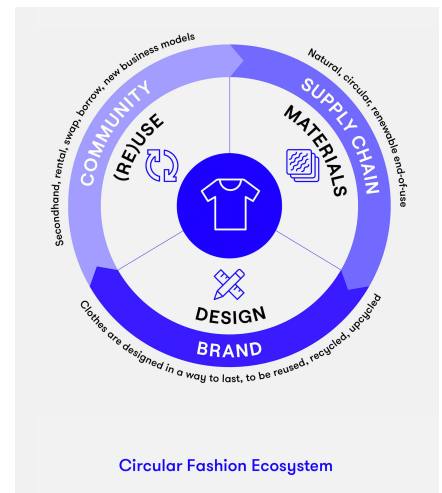 Secondhand, rental, swap, borrow, new business models
COMMUNITY
(RE)USE
Natural, circular, renewable end-of-use
SUPPLY CHAIN
MATERIALS
DESIGN
BRAND
Clothes are designed in a way to last, to be reused, recycled, upcycled
Circular Fashion Ecosystem